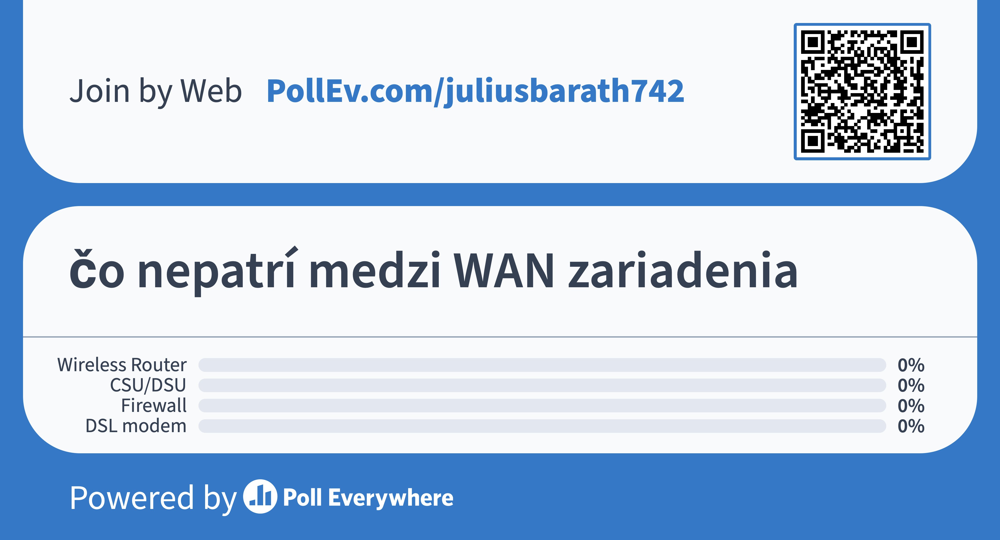 Join by Web PollEv.com/juliusbarath742
čo nepatrí medzi WAN zariadenia
Wireless Router 0%
CSU/DSU 0%
Firewall 0%
DSL modem 0%
Powered by Poll Everywhere